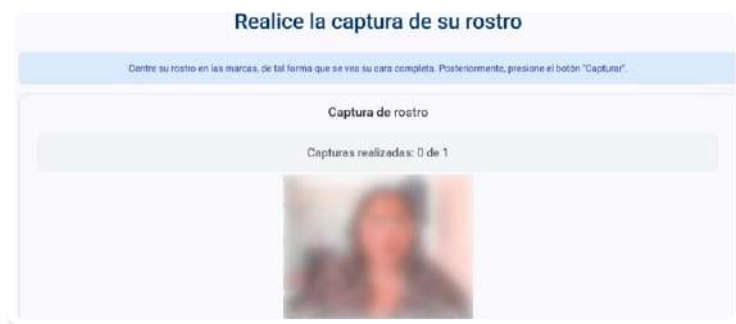 Realice la captura de su rostro
Centre su rostro en las marcas, de tal forma que se vea su cara completa. Posteriormente, presione el botón "Capturar".
Captura de rostro
Capturas realizadas: 0 de 1